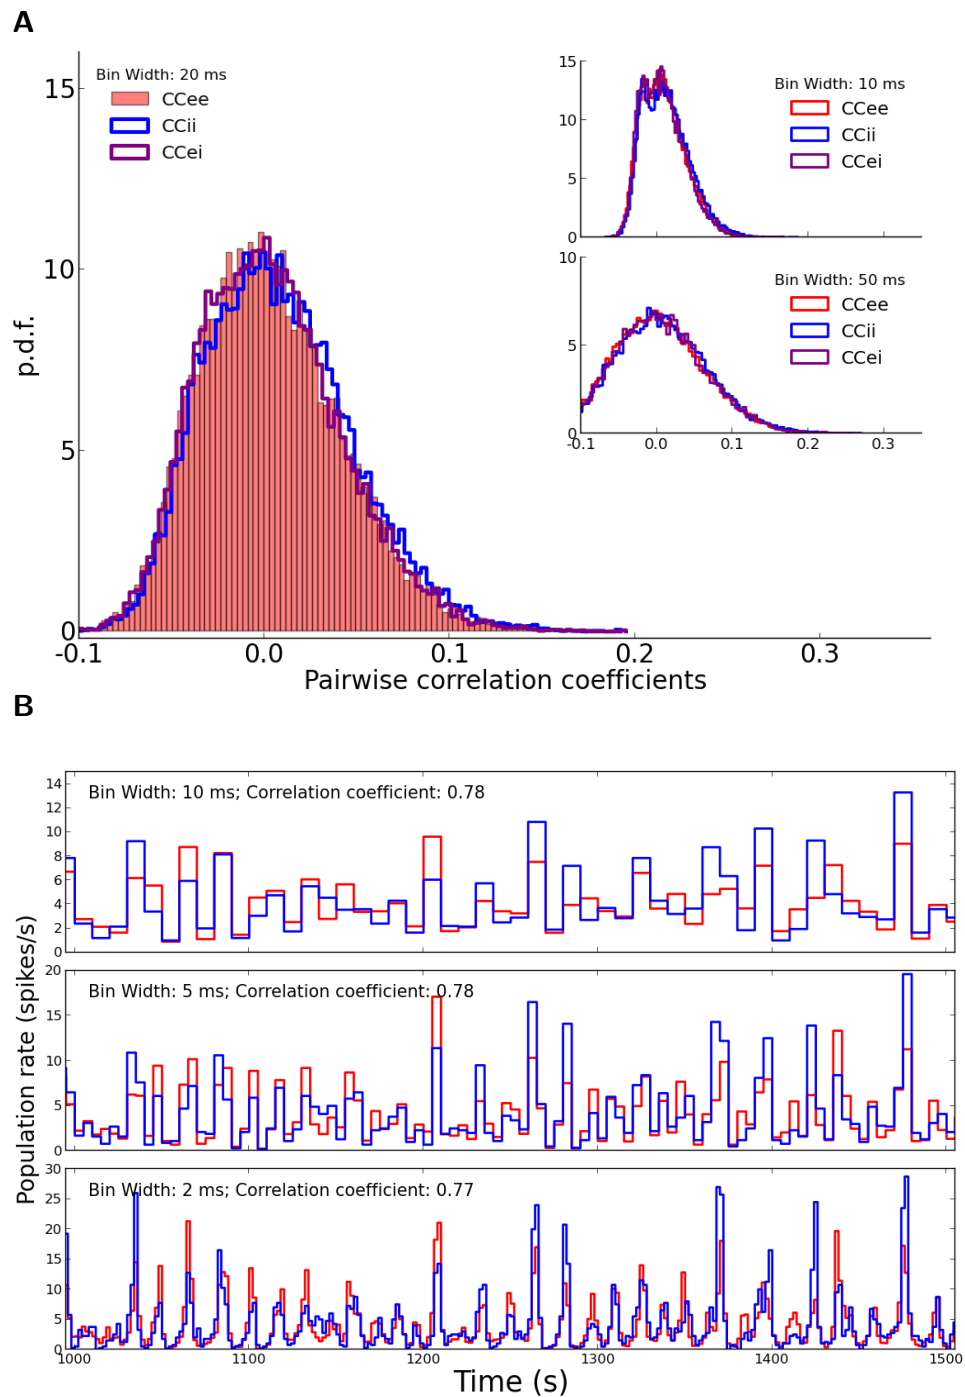 A
Bin Width: 20 ms
CCee
CCii
CCei
15
10
5
0
p.d.f.
-0.1 0.0 0.1 0.2 0.3
Pairwise correlation coefficients
15
10
5
0
Bin Width: 10 ms
CCee
CCii
CCei
10
5
0
Bin Width: 50 ms
CCee
CCii
CCei
-0.1 0.0 0.1 0.2 0.3
B
Population rate (spikes/s)
14
12
10
8
6
4
2
0
Bin Width: 10 ms; Correlation coefficient: 0.78
20
15
10
5
0
Bin Width: 5 ms; Correlation coefficient: 0.78
30
25
20
15
10
5
0
Bin Width: 2 ms; Correlation coefficient: 0.77
1000 1100 1200 1300 1400 1500
Time (s)